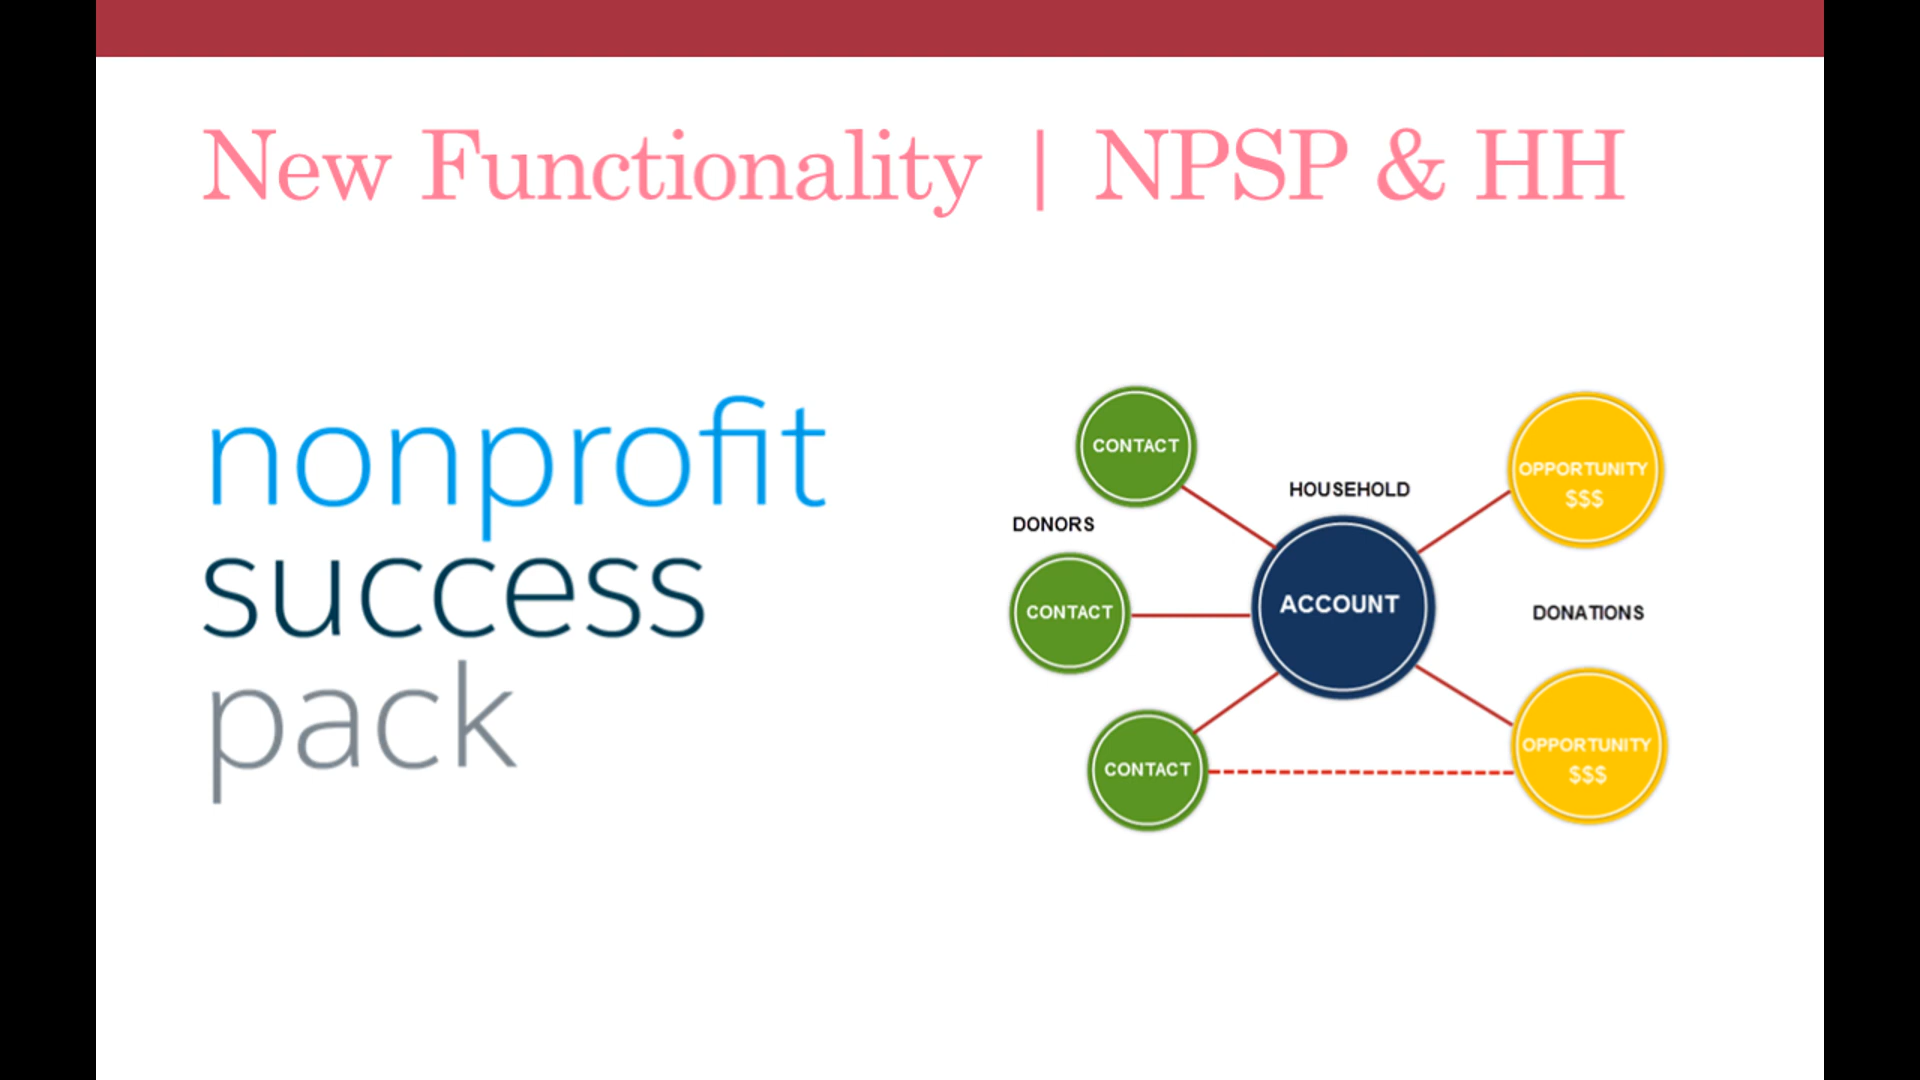 New Functionality | NPSP & HH
nonprofit
success
pack
CONTACT
OPPORTUNITY
$$$
HOUSEHOLD
DONORS
CONTACT
ACCOUNT
DONATIONS
CONTACT
OPPORTUNITY
$$$